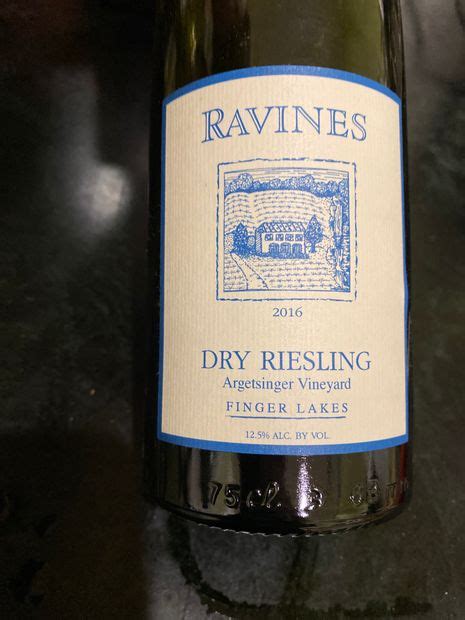 RAVINES
2016
DRY RIESLING
Argetsinger Vineyard
FINGER LAKES
12.5% ALC. BY VOL.
75cl.